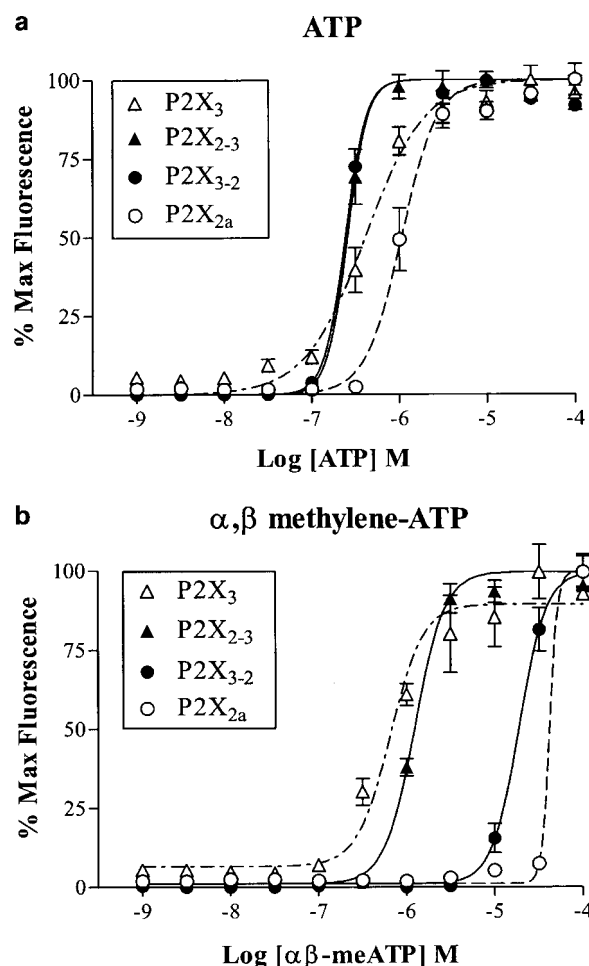 a
ATP
% Max Fluorescence
100
75
50
25
0
P2X3
P2X2-3
P2X3-2
P2X2a
-9 -8 -7 -6 -5 -4
Log [ATP] M
b
α,β methylene-ATP
% Max Fluorescence
100
75
50
25
0
P2X3
P2X2-3
P2X3-2
P2X2a
-9 -8 -7 -6 -5 -4
Log [αβ-meATP] M